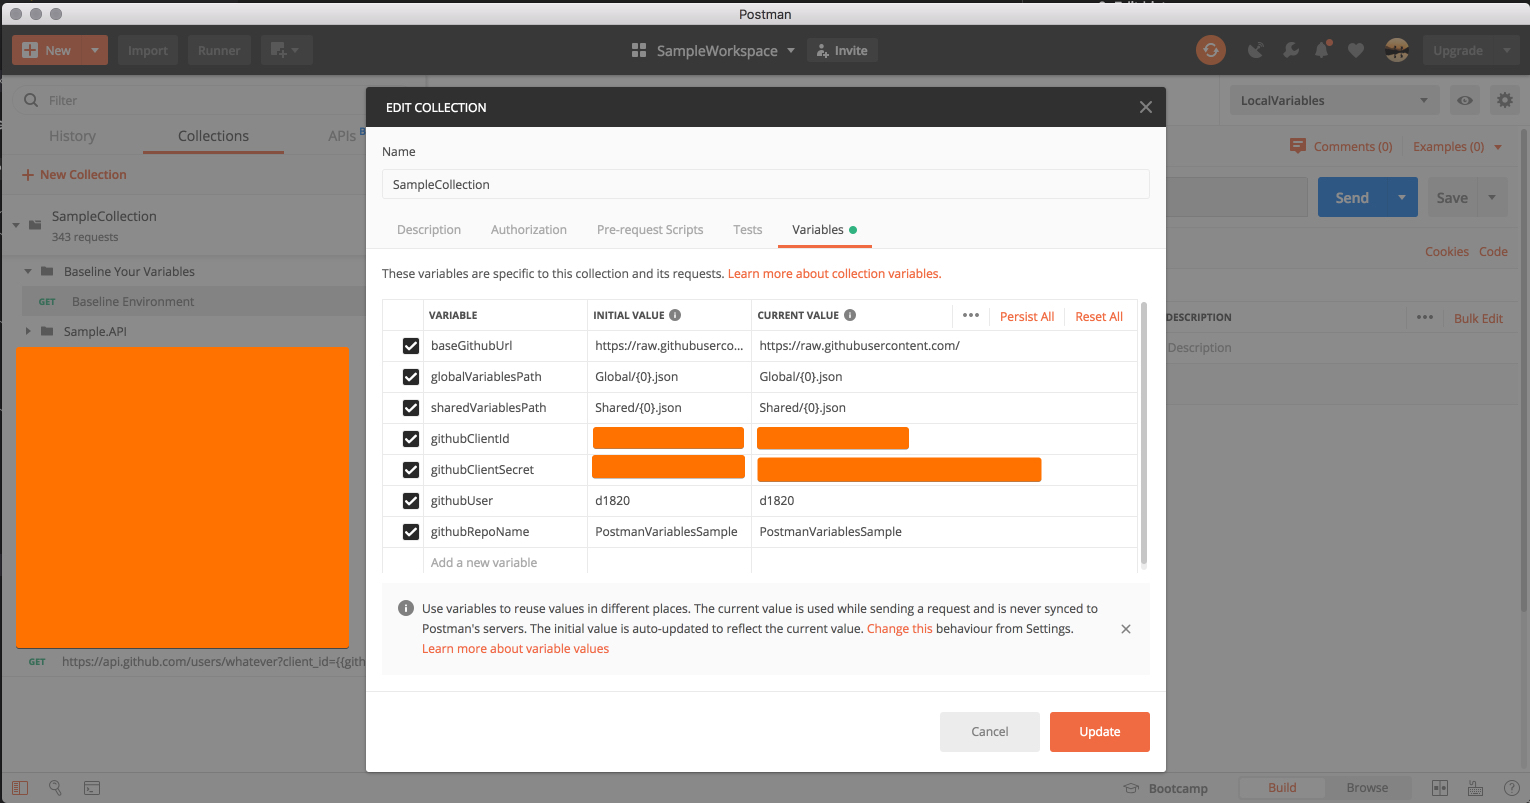 Postman
New
Import
Runner
SampleWorkspace
Invite
Upgrade
Filter
History
Collections
APIs
New Collection
SampleCollection
343 requests
Baseline Your Variables
GET Baseline Environment
Sample.API
GET https://api.github.com/users/whatever?client_id={{gith
EDIT COLLECTION
Name
SampleCollection
Description Authorization Pre-request Scripts Tests Variables
These variables are specific to this collection and its requests. Learn more about collection variables.
VARIABLE INITIAL VALUE CURRENT VALUE ••• Persist All Reset All
baseGithubUrl https://raw.githubuserco... https://raw.githubusercontent.com/
globalVariablesPath Global/{0}.json Global/{0}.json
sharedVariablesPath Shared/{0}.json Shared/{0}.json
githubClientId
githubClientSecret
githubUser d1820 d1820
githubRepoName PostmanVariablesSample PostmanVariablesSample
Add a new variable
Use variables to reuse values in different places. The current value is used while sending a request and is never synced to
Postman's servers. The initial value is auto-updated to reflect the current value. Change this behaviour from Settings.
Learn more about variable values
Cancel
Update
LocalVariables
Comments (0)
Examples (0)
Send
Save
Cookies Code
DESCRIPTION ••• Bulk Edit
Description
Bootcamp
Build
Browse